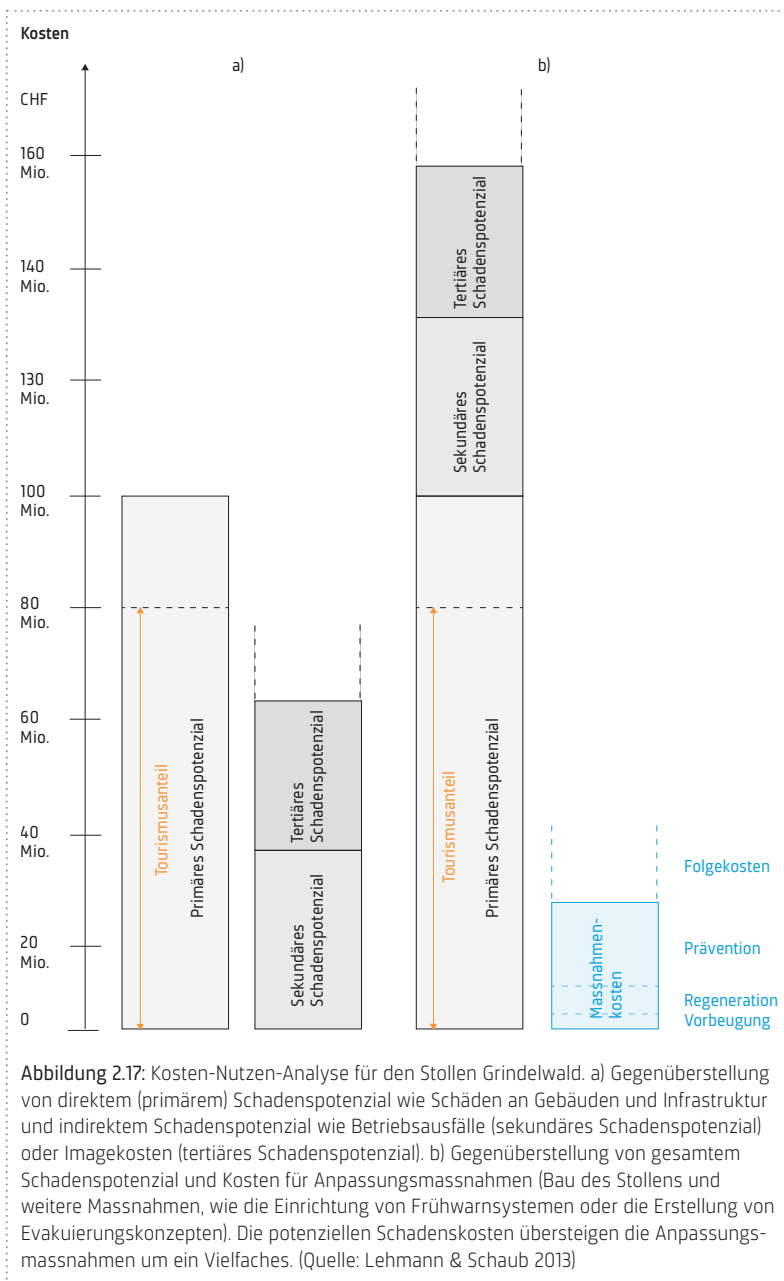 Kosten
a)
b)
CHF
160
Mio.
140
Mio.
130
Mio.
100
Mio.
80
Mio.
60
Mio.
40
Mio.
20
Mio.
0
Tourismusanteil
Primäres Schadenspotenzial
Tertiäres
Schadenspotenzial
Sekundäres
Schadenspotenzial
Tertiäres
Schadenspotenzial
Sekundäres
Schadenspotenzial
Tourismusanteil
Primäres Schadenspotenzial
Massnahmen-
kosten
Folgekosten
Prävention
Regeneration
Vorbeugung
Abbildung 2.17: Kosten-Nutzen-Analyse für den Stollen Grindelwald. a) Gegenüberstellung
von direktem (primärem) Schadenspotenzial wie Schäden an Gebäuden und Infrastruktur
und indirektem Schadenspotenzial wie Betriebsausfälle (sekundäres Schadenspotenzial)
oder Imagekosten (tertiäres Schadenspotenzial). b) Gegenüberstellung von gesamtem
Schadenspotenzial und Kosten für Anpassungsmassnahmen (Bau des Stollens und
weitere Massnahmen, wie die Einrichtung von Frühwarnsystemen oder die Erstellung von
Evakuierungskonzepten). Die potenziellen Schadenskosten übersteigen die Anpassungs-
massnahmen um ein Vielfaches. (Quelle: Lehmann & Schaub 2013)